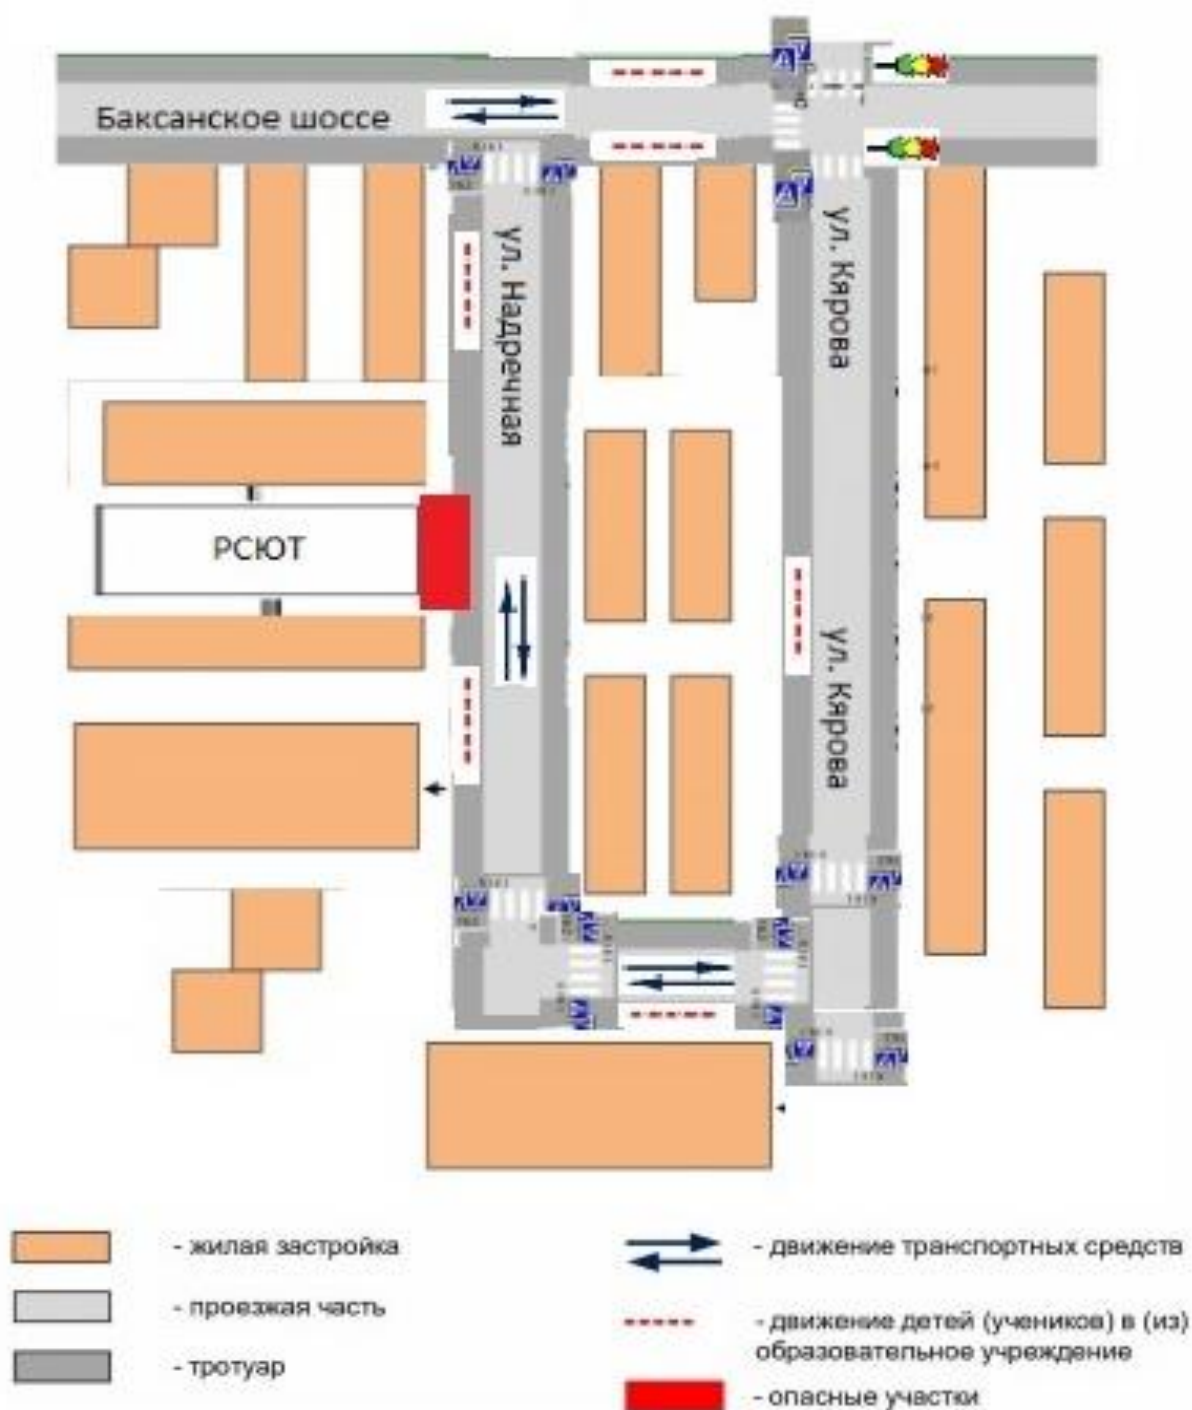 Баксанское шоссе
ул. Надречная
ул. Кярова
РСЮТ
ул. Кярова
- жилая застройка
- проезжая часть
- тротуар
- движение транспортных средств
- движение детей (учеников) в (из)
образовательное учреждение
- опасные участки